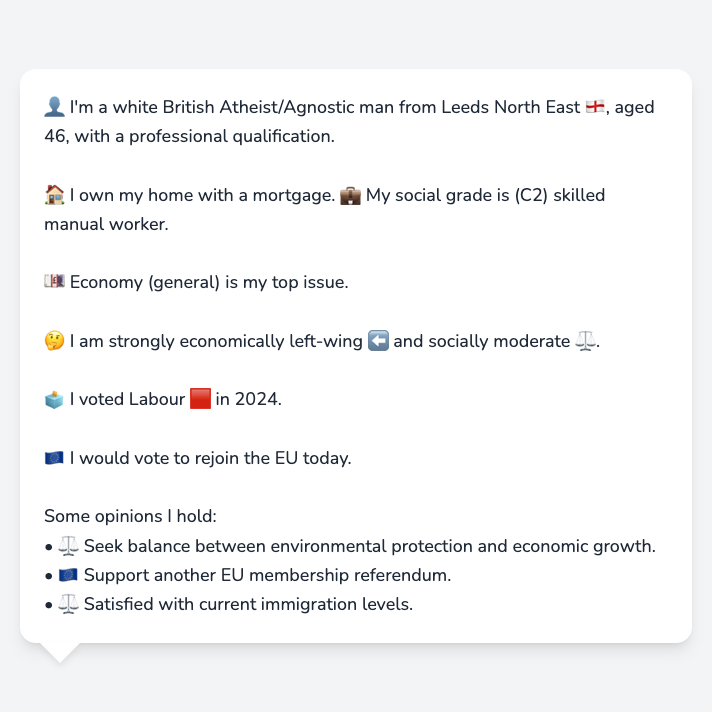 👤 I'm a white British Atheist/Agnostic man from Leeds North East 🏴󠁧󠁢󠁥󠁮󠁧󠁿, aged
46, with a professional qualification.
🏠 I own my home with a mortgage. 💼 My social grade is (C2) skilled
manual worker.
💷 Economy (general) is my top issue.
🤔 I am strongly economically left-wing ⬅️ and socially moderate ⚖️.
🗳️ I voted Labour 🟥 in 2024.
🇪🇺 I would vote to rejoin the EU today.
Some opinions I hold:
• ⚖️ Seek balance between environmental protection and economic growth.
• 🇪🇺 Support another EU membership referendum.
• ⚖️ Satisfied with current immigration levels.